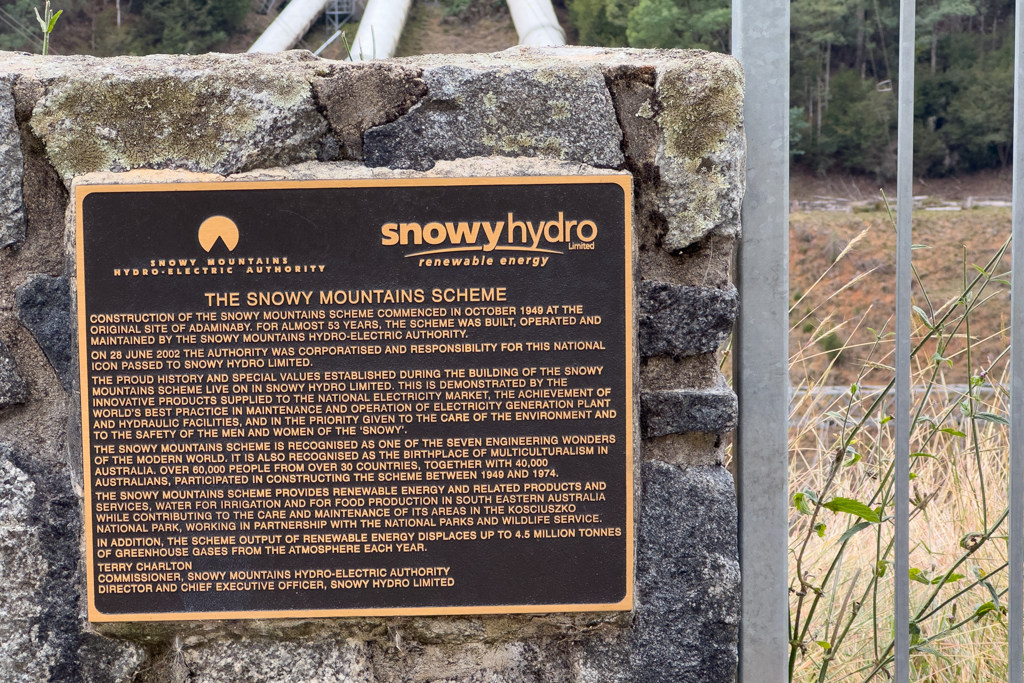 SNOWY MOUNTAINS
HYDRO-ELECTRIC AUTHORITY
snowyhydro
Limited
renewable energy
THE SNOWY MOUNTAINS SCHEME
CONSTRUCTION OF THE SNOWY MOUNTAINS SCHEME COMMENCED IN OCTOBER 1949 AT THE
ORIGINAL SITE OF ADAMINABY. FOR ALMOST 53 YEARS, THE SCHEME WAS BUILT, OPERATED AND
MAINTAINED BY THE SNOWY MOUNTAINS HYDRO-ELECTRIC AUTHORITY.
ON 28 JUNE 2002 THE AUTHORITY WAS CORPORATISED AND RESPONSIBILITY FOR THIS NATIONAL
ICON PASSED TO SNOWY HYDRO LIMITED.
THE PROUD HISTORY AND SPECIAL VALUES ESTABLISHED DURING THE BUILDING OF THE SNOWY
MOUNTAINS SCHEME LIVE ON IN SNOWY HYDRO LIMITED. THIS IS DEMONSTRATED BY THE
INNOVATIVE PRODUCTS SUPPLIED TO THE NATIONAL ELECTRICITY MARKET, THE ACHIEVEMENT OF
WORLD'S BEST PRACTICE IN MAINTENANCE AND OPERATION OF ELECTRICITY GENERATION PLANT
AND HYDRAULIC FACILITIES, AND IN THE PRIORITY GIVEN TO THE CARE OF THE ENVIRONMENT AND
TO THE SAFETY OF THE MEN AND WOMEN OF THE 'SNOWY'.
THE SNOWY MOUNTAINS SCHEME IS RECOGNISED AS ONE OF THE SEVEN ENGINEERING WONDERS
OF THE MODERN WORLD. IT IS ALSO RECOGNISED AS THE BIRTHPLACE OF MULTICULTURALISM IN
AUSTRALIA. OVER 60,000 PEOPLE FROM OVER 30 COUNTRIES, TOGETHER WITH 40,000
AUSTRALIANS, PARTICIPATED IN CONSTRUCTING THE SCHEME BETWEEN 1949 AND 1974.
THE SNOWY MOUNTAINS SCHEME PROVIDES RENEWABLE ENERGY AND RELATED PRODUCTS AND
SERVICES, WATER FOR IRRIGATION AND FOR FOOD PRODUCTION IN SOUTH EASTERN AUSTRALIA
WHILE CONTRIBUTING TO THE CARE AND MAINTENANCE OF ITS AREAS IN THE KOSCIUSZKO
NATIONAL PARK, WORKING IN PARTNERSHIP WITH THE NATIONAL PARKS AND WILDLIFE SERVICE.
IN ADDITION, THE SCHEME OUTPUT OF RENEWABLE ENERGY DISPLACES UP TO 4.5 MILLION TONNES
OF GREENHOUSE GASES FROM THE ATMOSPHERE EACH YEAR.
TERRY CHARLTON
COMMISSIONER, SNOWY MOUNTAINS HYDRO-ELECTRIC AUTHORITY
DIRECTOR AND CHIEF EXECUTIVE OFFICER, SNOWY HYDRO LIMITED